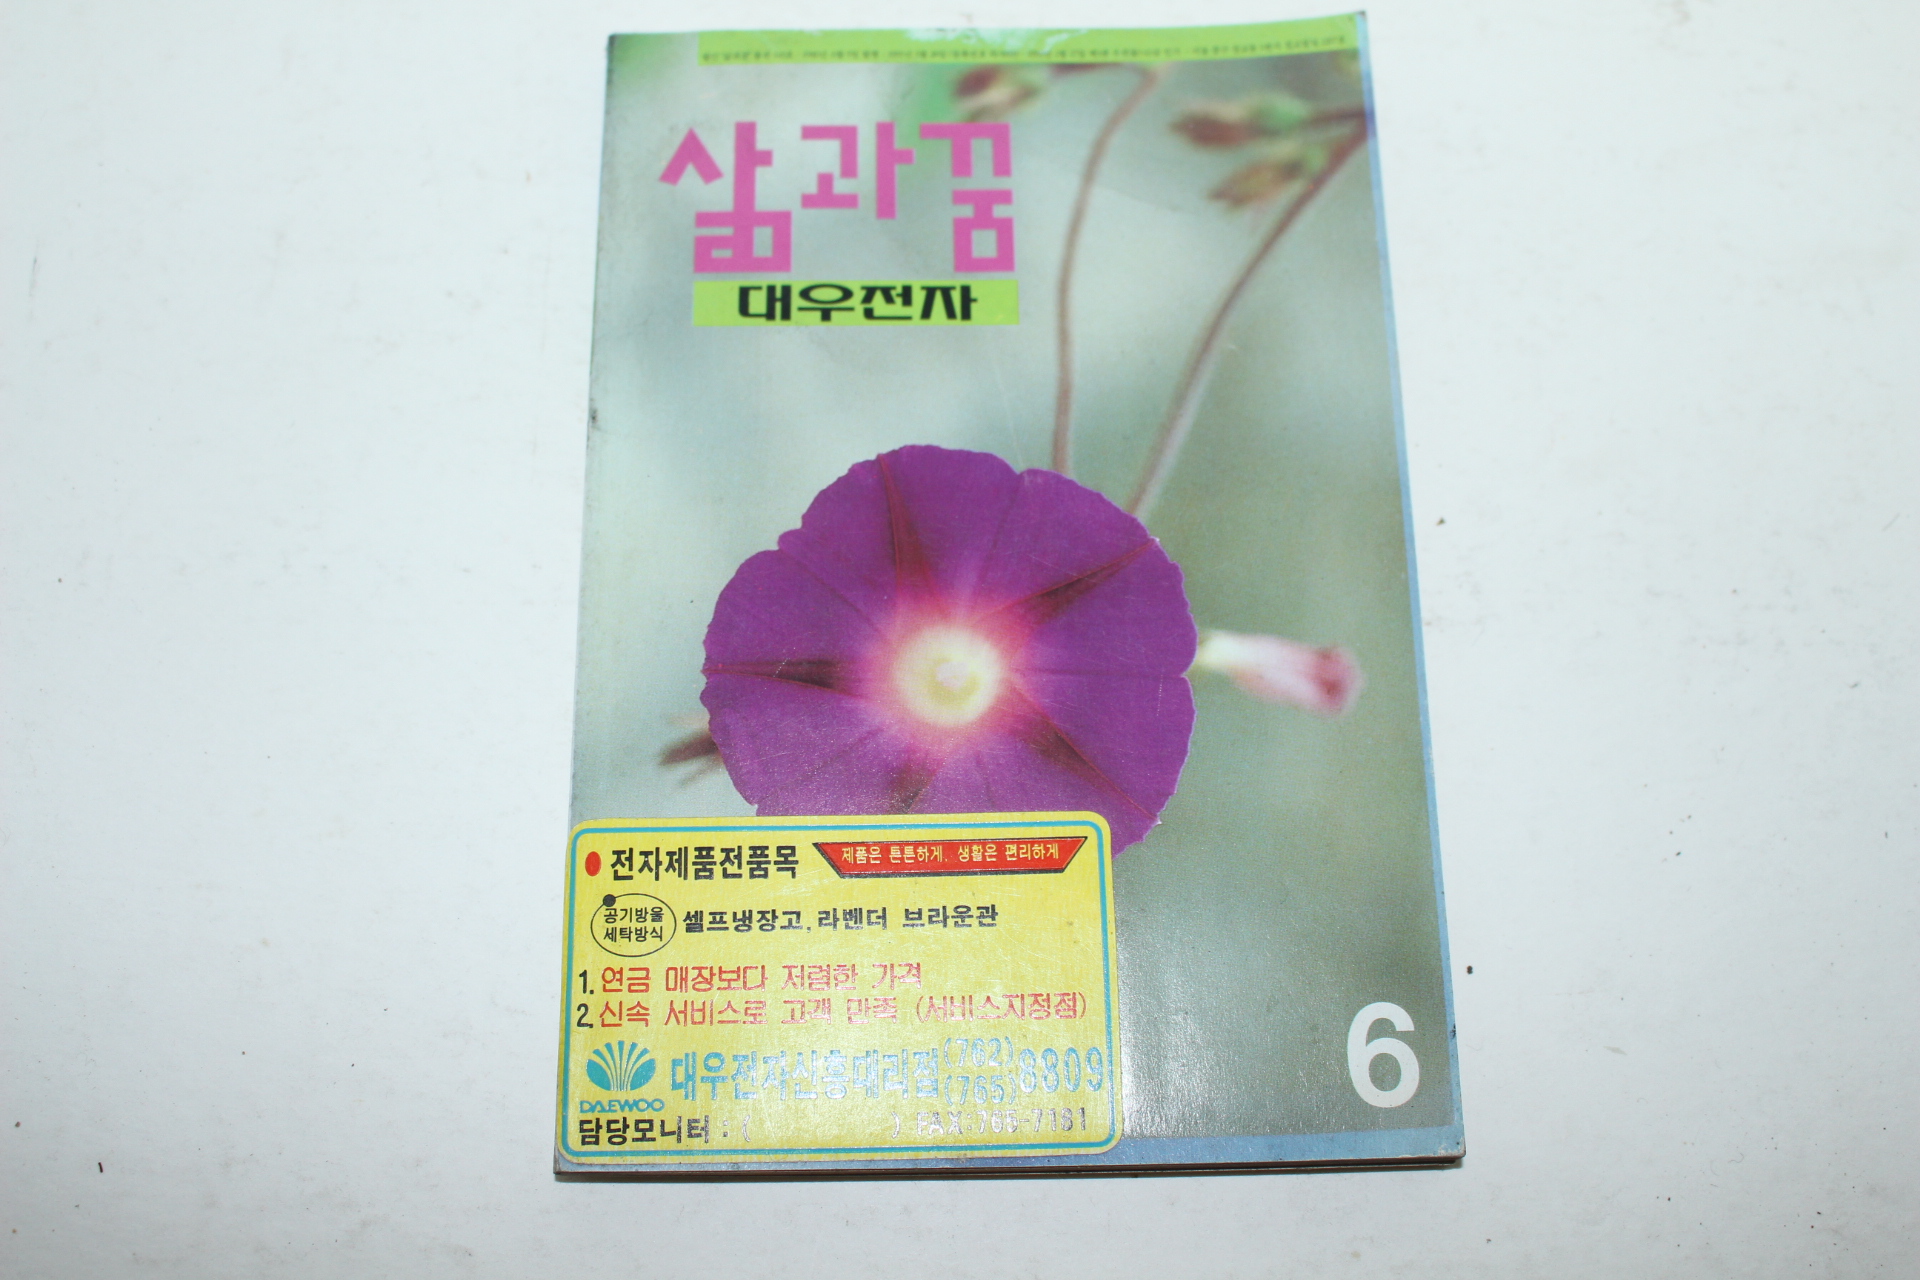 삶과꿈
대우전자
전자제품전품목
제품은 튼튼하게, 생활은 편리하게
공기방울
세탁방식
셀프냉장고, 라벤더 브라운관
1. 연금 매장보다 저렴한 가격
2. 신속 서비스로 고객 만족 (서비스지정점)
DAEWOO
대우전자신흥대리점 (762) (765) 8809
담당모니터 : ( ) FAX:765-7181
6